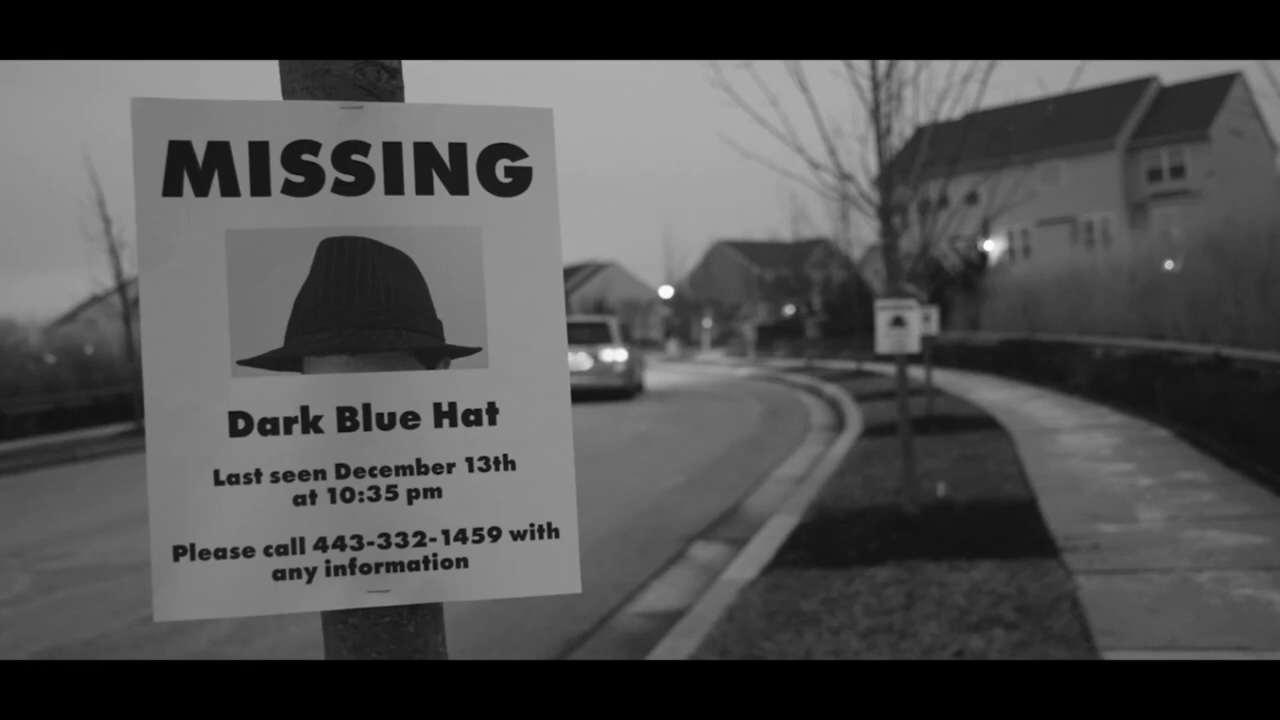 MISSING
Dark Blue Hat
Last seen December 13th
at 10:35 pm
Please call 443-332-1459 with
any information